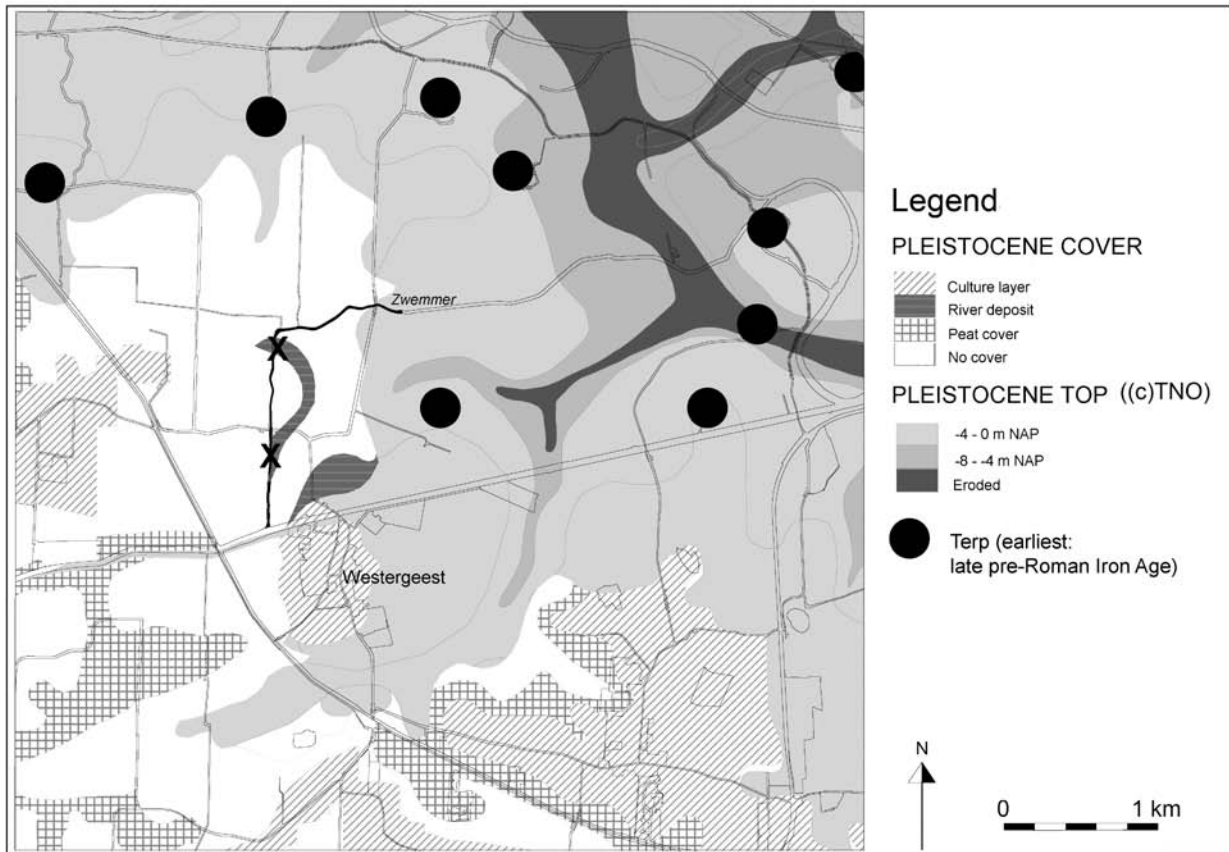 Zwemmer
X
X
Westergeest
Legend
PLEISTOCENE COVER
Culture layer
River deposit
Peat cover
No cover
PLEISTOCENE TOP ((c)TNO)
-4 - 0 m NAP
-8 - -4 m NAP
Eroded
Terp (earliest:
late pre-Roman Iron Age)
N
0 1 km